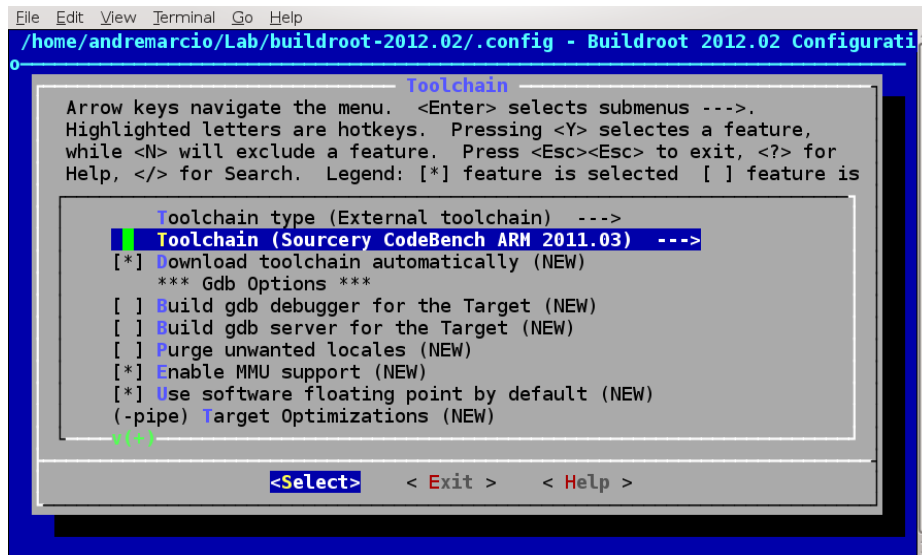 File Edit View Terminal Go Help
/home/andremarcio/Lab/buildroot-2012.02/.config - Buildroot 2012.02 Configurati
Toolchain
Arrow keys navigate the menu.  <Enter> selects submenus --->.
Highlighted letters are hotkeys.  Pressing <Y> selectes a feature,
while <N> will exclude a feature.  Press <Esc><Esc> to exit, <?> for
Help, </> for Search.  Legend: [*] feature is selected  [ ] feature is
Toolchain type (External toolchain)  --->
Toolchain (Sourcery CodeBench ARM 2011.03)  --->
[*] Download toolchain automatically (NEW)
*** Gdb Options ***
[ ] Build gdb debugger for the Target (NEW)
[ ] Build gdb server for the Target (NEW)
[ ] Purge unwanted locales (NEW)
[*] Enable MMU support (NEW)
[*] Use software floating point by default (NEW)
(-pipe) Target Optimizations (NEW)
v(+)
<Select>    < Exit >    < Help >